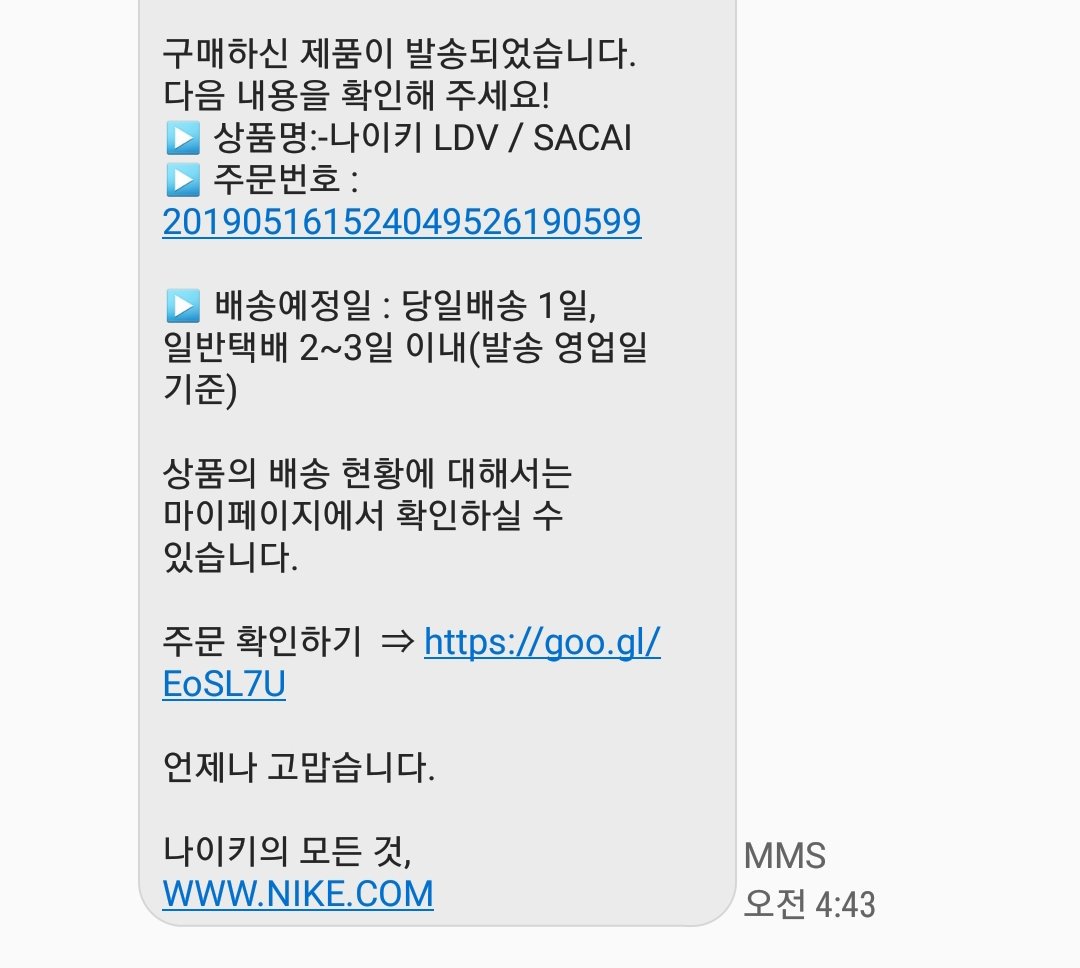 구매하신 제품이 발송되었습니다.
다음 내용을 확인해 주세요!
▶ 상품명:-나이키 LDV / SACAI
▶ 주문번호 :
201905161524049526190599
▶ 배송예정일 : 당일배송 1일,
일반택배 2~3일 이내(발송 영업일
기준)
상품의 배송 현황에 대해서는
마이페이지에서 확인하실 수
있습니다.
주문 확인하기 ⇒ https://goo.gl/
EoSL7U
언제나 고맙습니다.
나이키의 모든 것,
WWW.NIKE.COM
MMS
오전 4:43